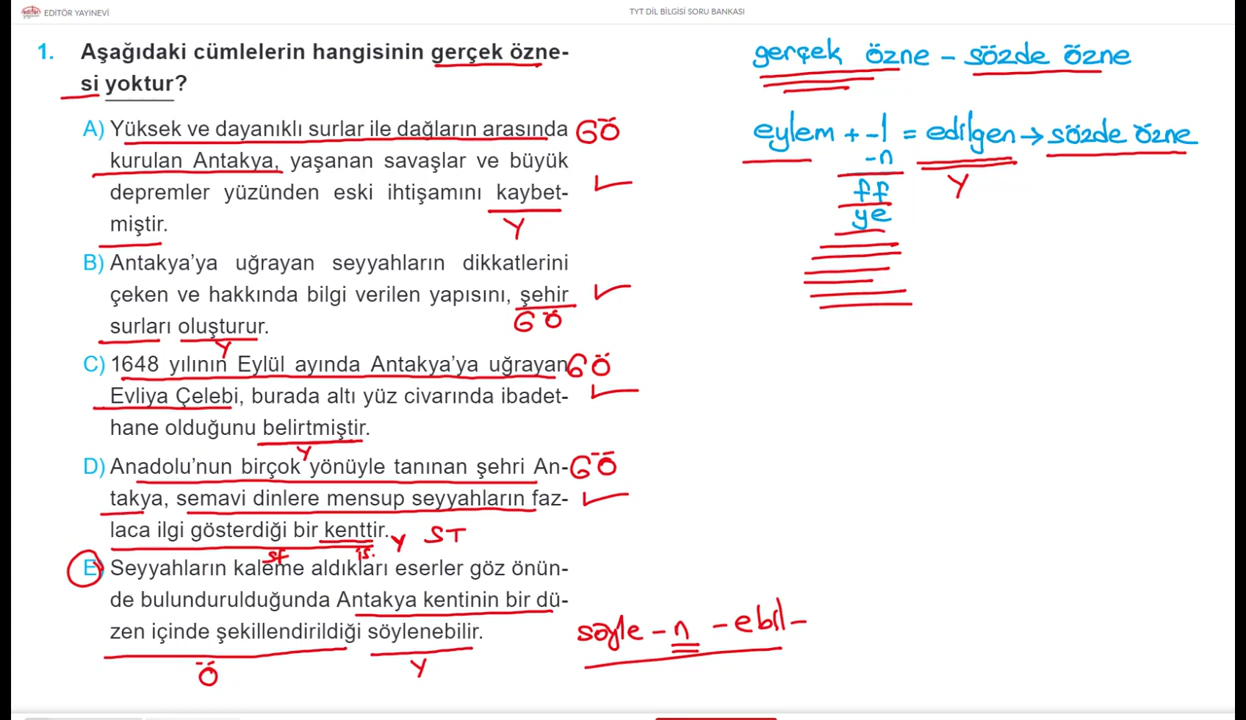 EDİTÖR YAYINEVİ
TYT DİL BİLGİSİ SORU BANKASI
1. Aşağıdaki cümlelerin hangisinin gerçek özne-
si yoktur?
A) Yüksek ve dayanıklı surlar ile dağların arasında GÖ
kurulan Antakya, yaşanan savaşlar ve büyük
depremler yüzünden eski ihtişamını kaybet-
miştir.
Y
B) Antakya'ya uğrayan seyyahların dikkatlerini
çeken ve hakkında bilgi verilen yapısını, şehir
GÖ
surları oluşturur.
Y
C) 1648 yılının Eylül ayında Antakya'ya uğrayan GÖ
Evliya Çelebi, burada altı yüz civarında ibadet-
hane olduğunu belirtmiştir.
Y
D) Anadolu'nun birçok yönüyle tanınan şehri An- GÖ
takya, semavi dinlere mensup seyyahların faz-
laca ilgi gösterdiği bir kenttir. Y ST
sf is.
E) Seyyahların kaleme aldıkları eserler göz önün-
de bulundurulduğunda Antakya kentinin bir dü-
zen içinde şekillendirildiği söylenebilir.
Ö Y
söyle -n -ebil-
gerçek özne - sözde özne
eylem + -l = edilgen → sözde özne
-n
Y
ff
ye